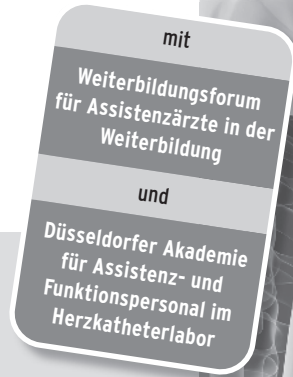 mit
Weiterbildungsforum
für Assistenzärzte in der
Weiterbildung
und
Düsseldorfer Akademie
für Assistenz- und
Funktionspersonal im
Herzkatheterlabor